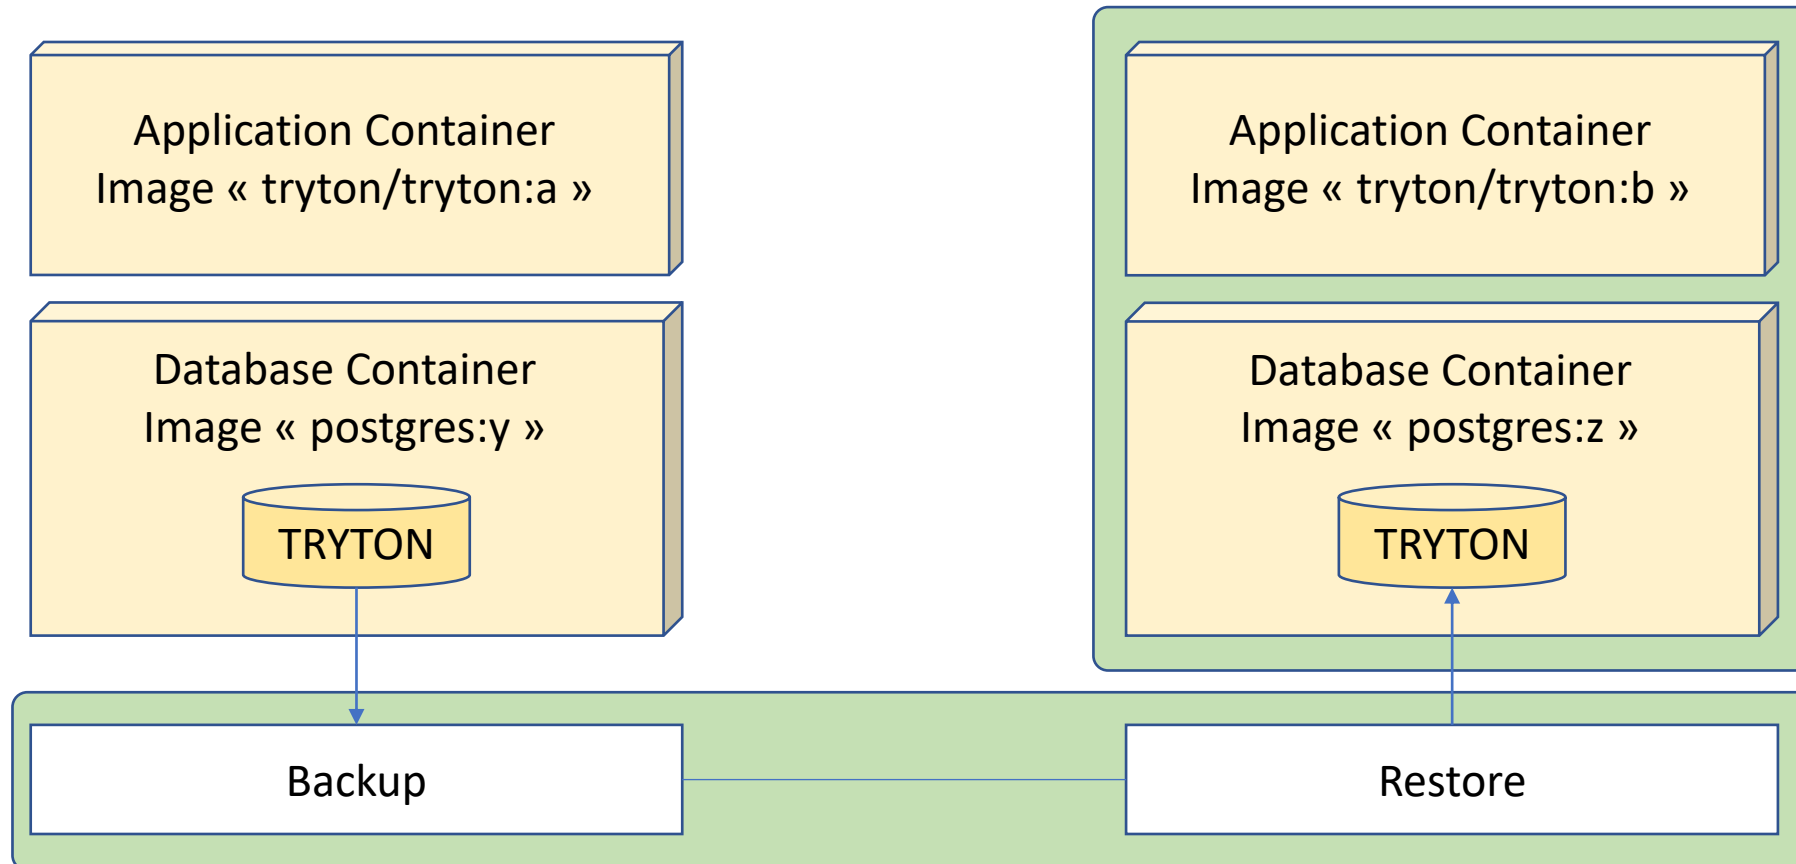 Application Container
Image « tryton/tryton:a »
Database Container
Image « postgres:y »
TRYTON
Application Container
Image « tryton/tryton:b »
Database Container
Image « postgres:z »
TRYTON
Backup
Restore